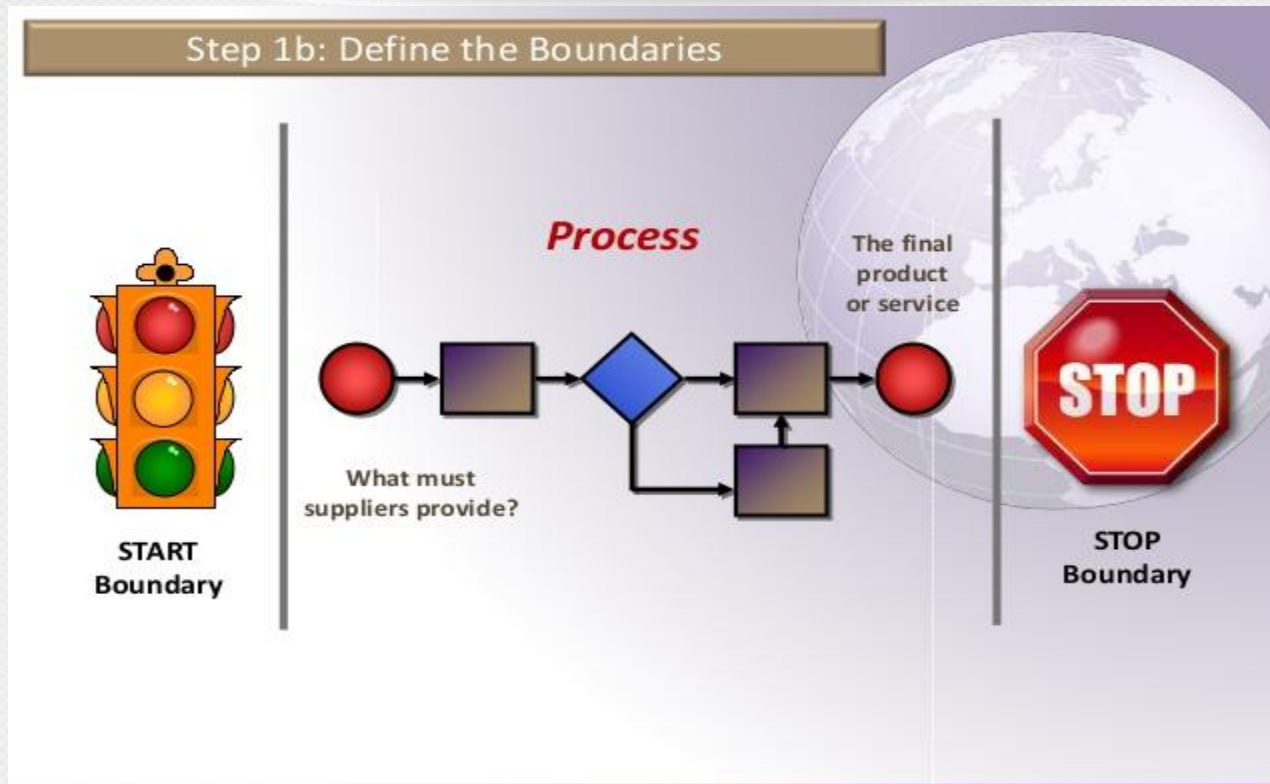 Step 1b: Define the Boundaries
Process
The final
product
or service
What must
suppliers provide?
START
Boundary
STOP
STOP
Boundary